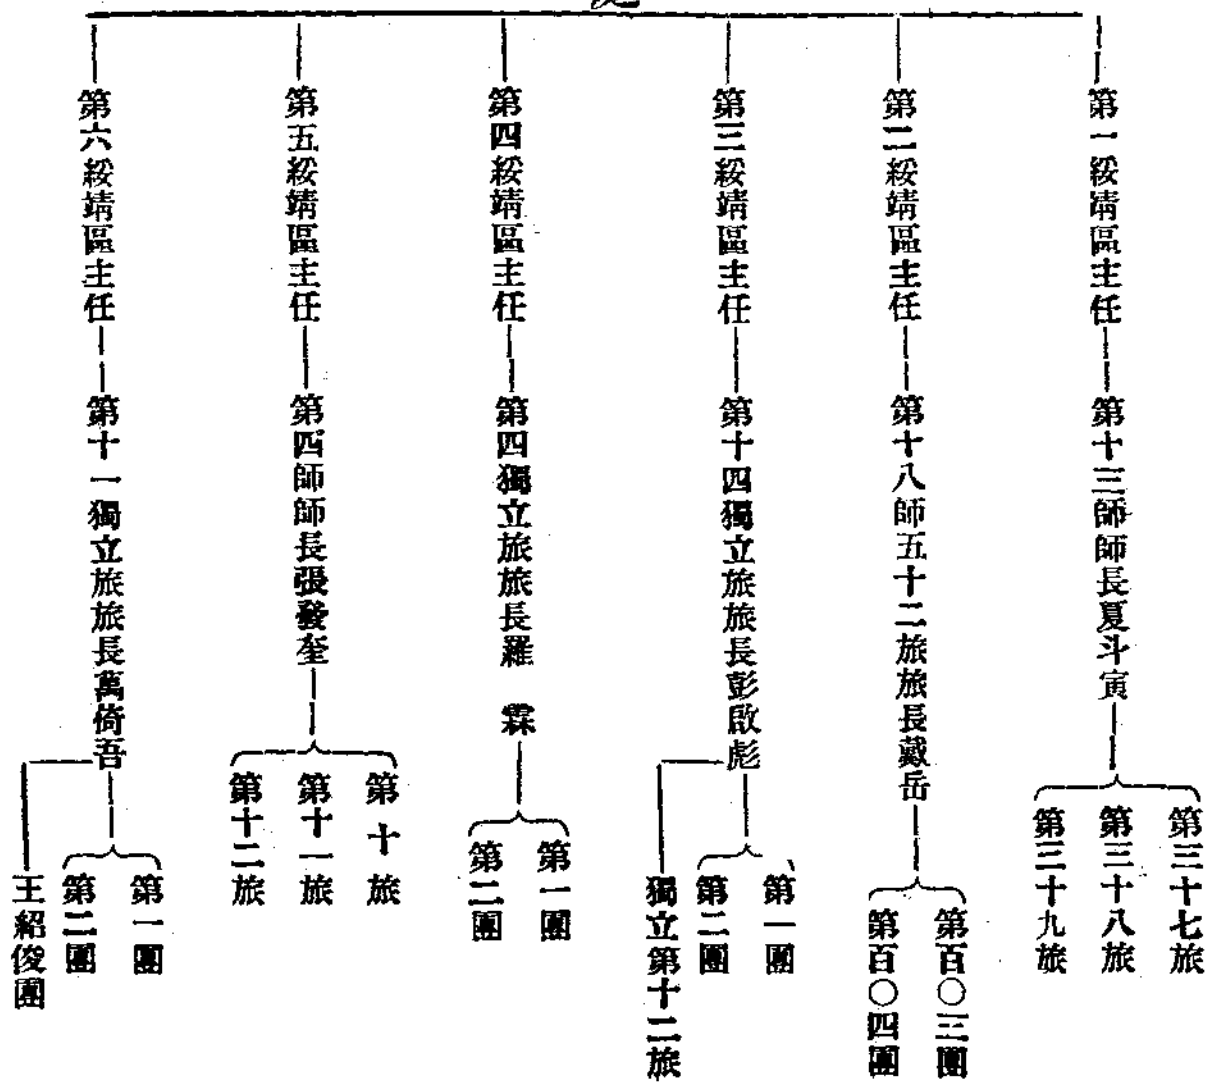 第一綏靖區主任
第十三師師長夏斗寅
第三十七旅
第三十八旅
第三十九旅
第二綏靖區主任
第十八師五十二旅旅長戴岳
第百〇三團
第百〇四團
第三綏靖區主任
第十四獨立旅旅長彭啟彪
第一團
第二團
獨立第十二旅
第四綏靖區主任
第四獨立旅旅長羅　霖
第一團
第二團
第五綏靖區主任
第四師師長張發奎
第十旅
第十一旅
第十二旅
第六綏靖區主任
第十一獨立旅旅長萬倚吾
第一團
第二團
王紹俊團